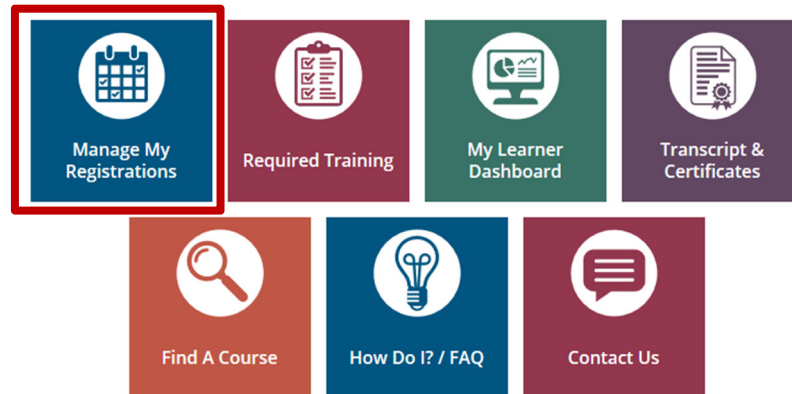 Manage My
Registrations
Required Training
My Learner
Dashboard
Transcript &
Certificates
Find A Course
How Do I? / FAQ
Contact Us